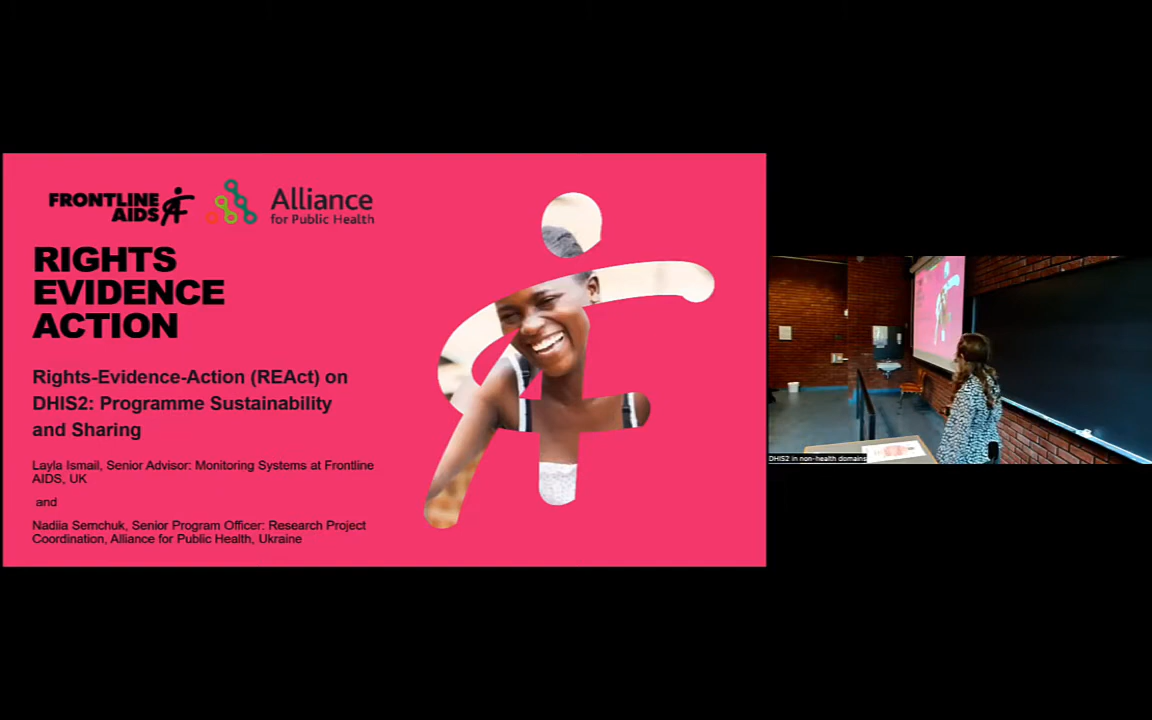 FRONTLINE
AIDS
Alliance
for Public Health
RIGHTS
EVIDENCE
ACTION
Rights-Evidence-Action (REAct) on
DHIS2: Programme Sustainability
and Sharing
Layla Ismail, Senior Advisor: Monitoring Systems at Frontline
AIDS, UK
and
Nadiia Semchuk, Senior Program Officer: Research Project
Coordination, Alliance for Public Health, Ukraine
DHIS2 in non-health domains